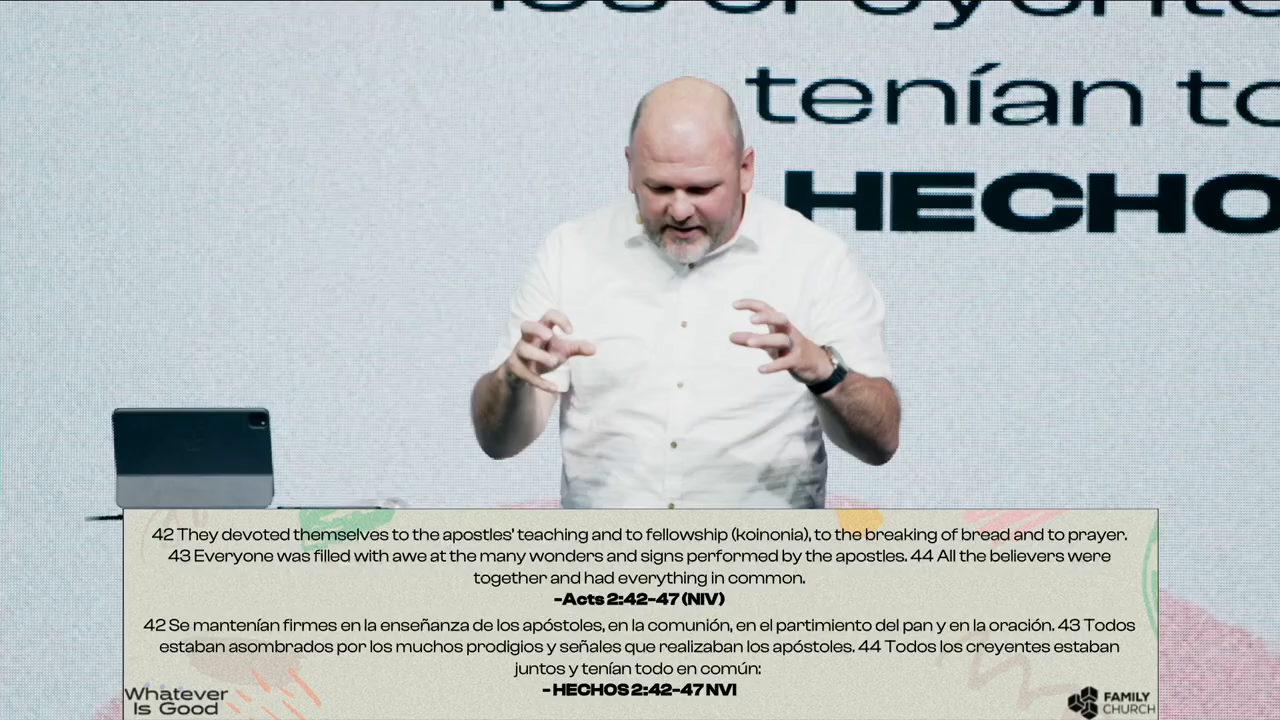 tenían
HECHO
42 They devoted themselves to the apostles' teaching and to fellowship (koinonia), to the breaking of bread and to prayer.
43 Everyone was filled with awe at the many wonders and signs performed by the apostles. 44 All the believers were
together and had everything in common.
-Acts 2:42-47 (NIV)
42 Se mantenían firmes en la enseñanza de los apóstoles, en la comunión, en el partimiento del pan y en la oración. 43 Todos
estaban asombrados por los muchos prodigios y señales que realizaban los apóstoles. 44 Todos los creyentes estaban
juntos y tenían todo en común:
- HECHOS 2:42-47 NVI
Whatever
Is Good
FAMILY
CHURCH